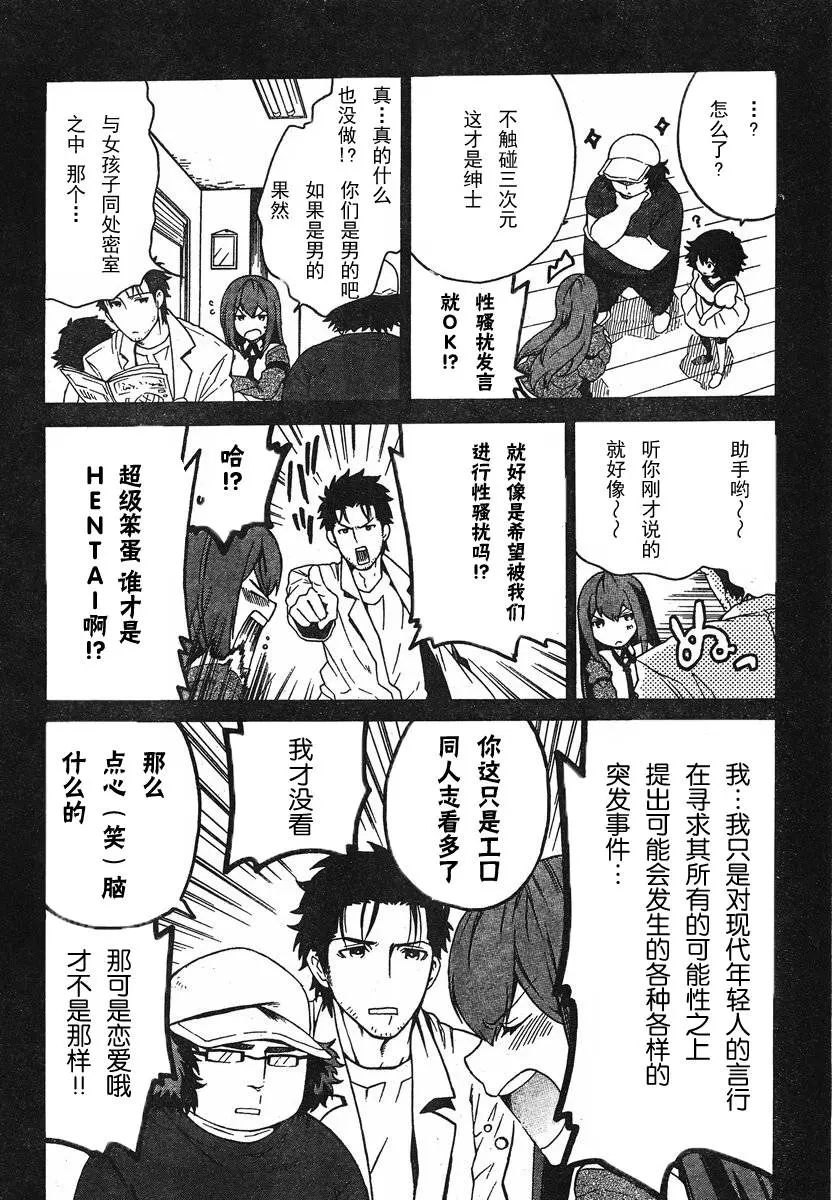 …?
怎么了?
不触碰三次元
这才是绅士
性骚扰发言
就OK!?
真…真的什么
也没做!?
你们是男的吧
如果是男的
果然
与女孩子同处密室
之中 那个…
助手哟～～
听你刚才说的
就好像～～
ぬっ
就好像是希望被我们
进行性骚扰吗!?
哈!?
超级笨蛋 谁才是
HENTAI啊!?
我…我只是对现代年轻人的言行
在寻求其所有的可能性之上
提出可能会发生的各种各样的
突发事件…
你这只是工口
同人志看多了
我才没看
那么
点心（笑）脑
什么的
那可是恋爱哦
才不是那样!!